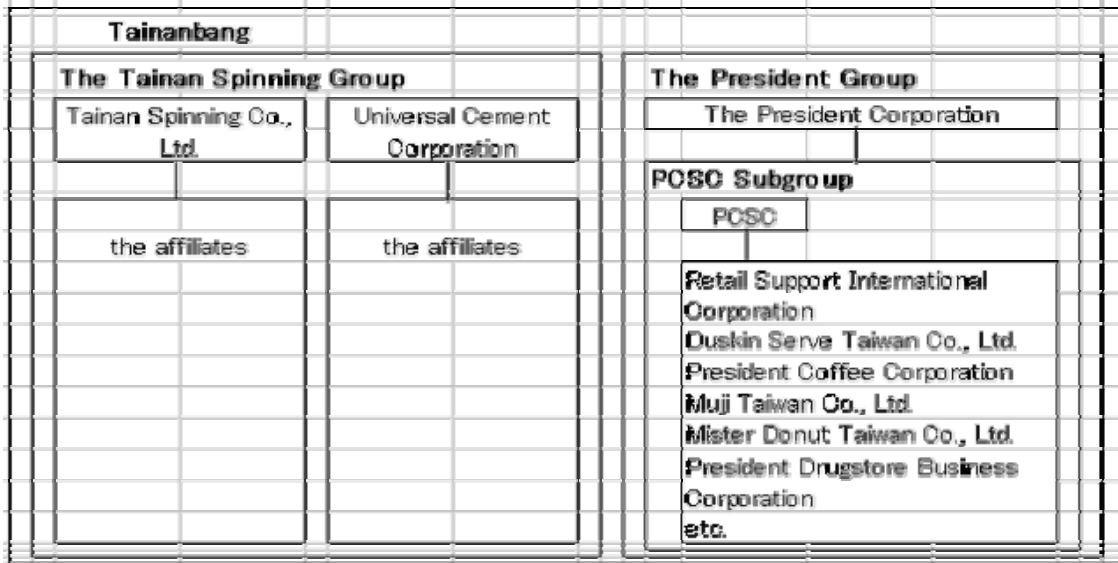 Tainanbang
The Tainan Spinning Group
Tainan Spinning Co.,
Ltd.
Universal Cement
Corporation
the affiliates
the affiliates
The President Group
The President Corporation
PCSC Subgroup
PCSC
Retail Support International
Corporation
Duskin Serve Taiwan Co., Ltd.
President Coffee Corporation
Muji Taiwan Co., Ltd.
Mister Donut Taiwan Co., Ltd.
President Drugstore Business
Corporation
etc.